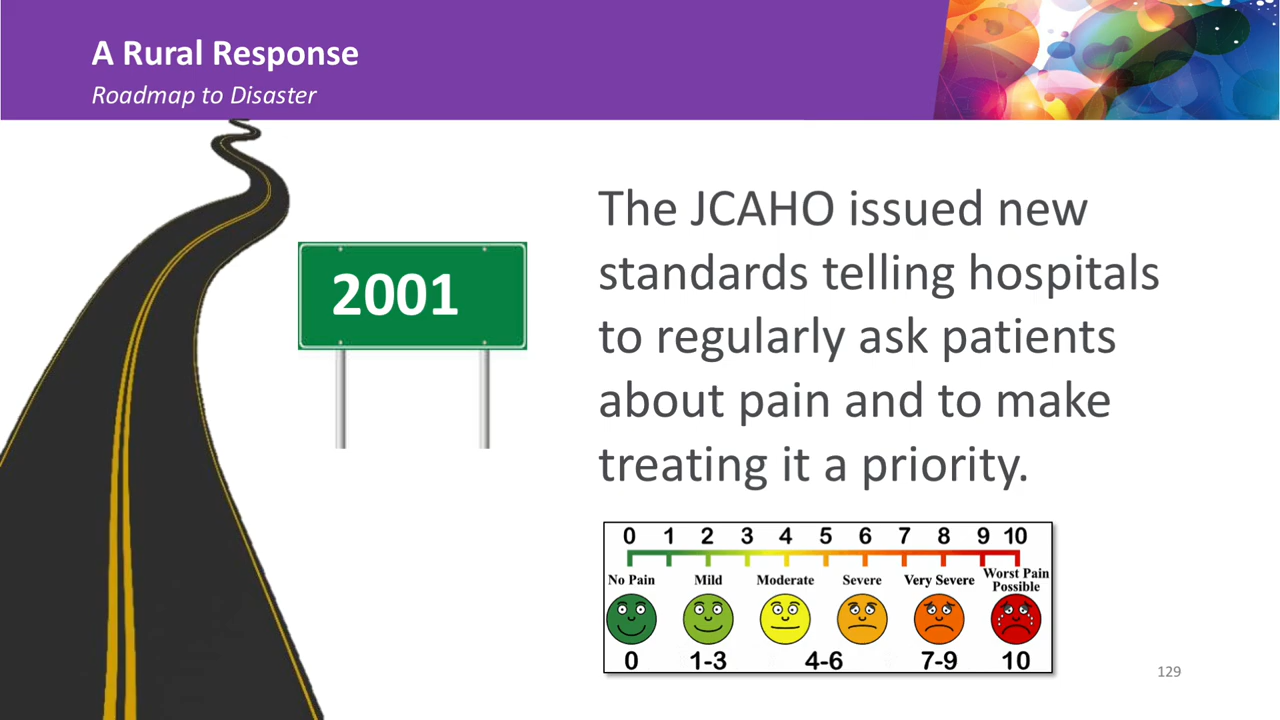 A Rural Response
Roadmap to Disaster
2001
The JCAHO issued new
standards telling hospitals
to regularly ask patients
about pain and to make
treating it a priority.
0 1 2 3 4 5 6 7 8 9 10
No Pain Mild Moderate Severe Very Severe Worst Pain
Possible
0 1-3 4-6 7-9 10
129